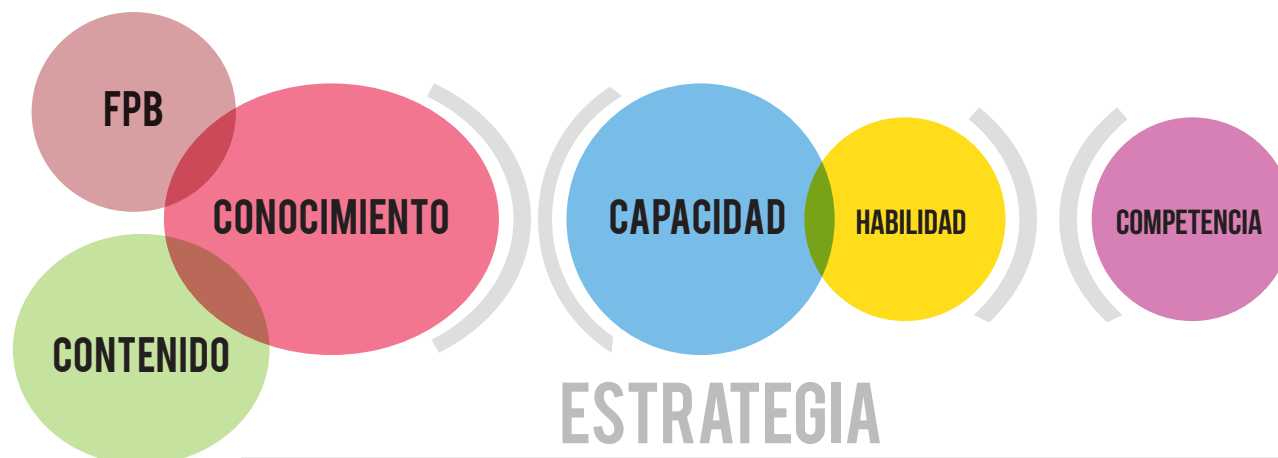 FPB
CONOCIMIENTO
CAPACIDAD
HABILIDAD
COMPETENCIA
CONTENIDO
ESTRATEGIA